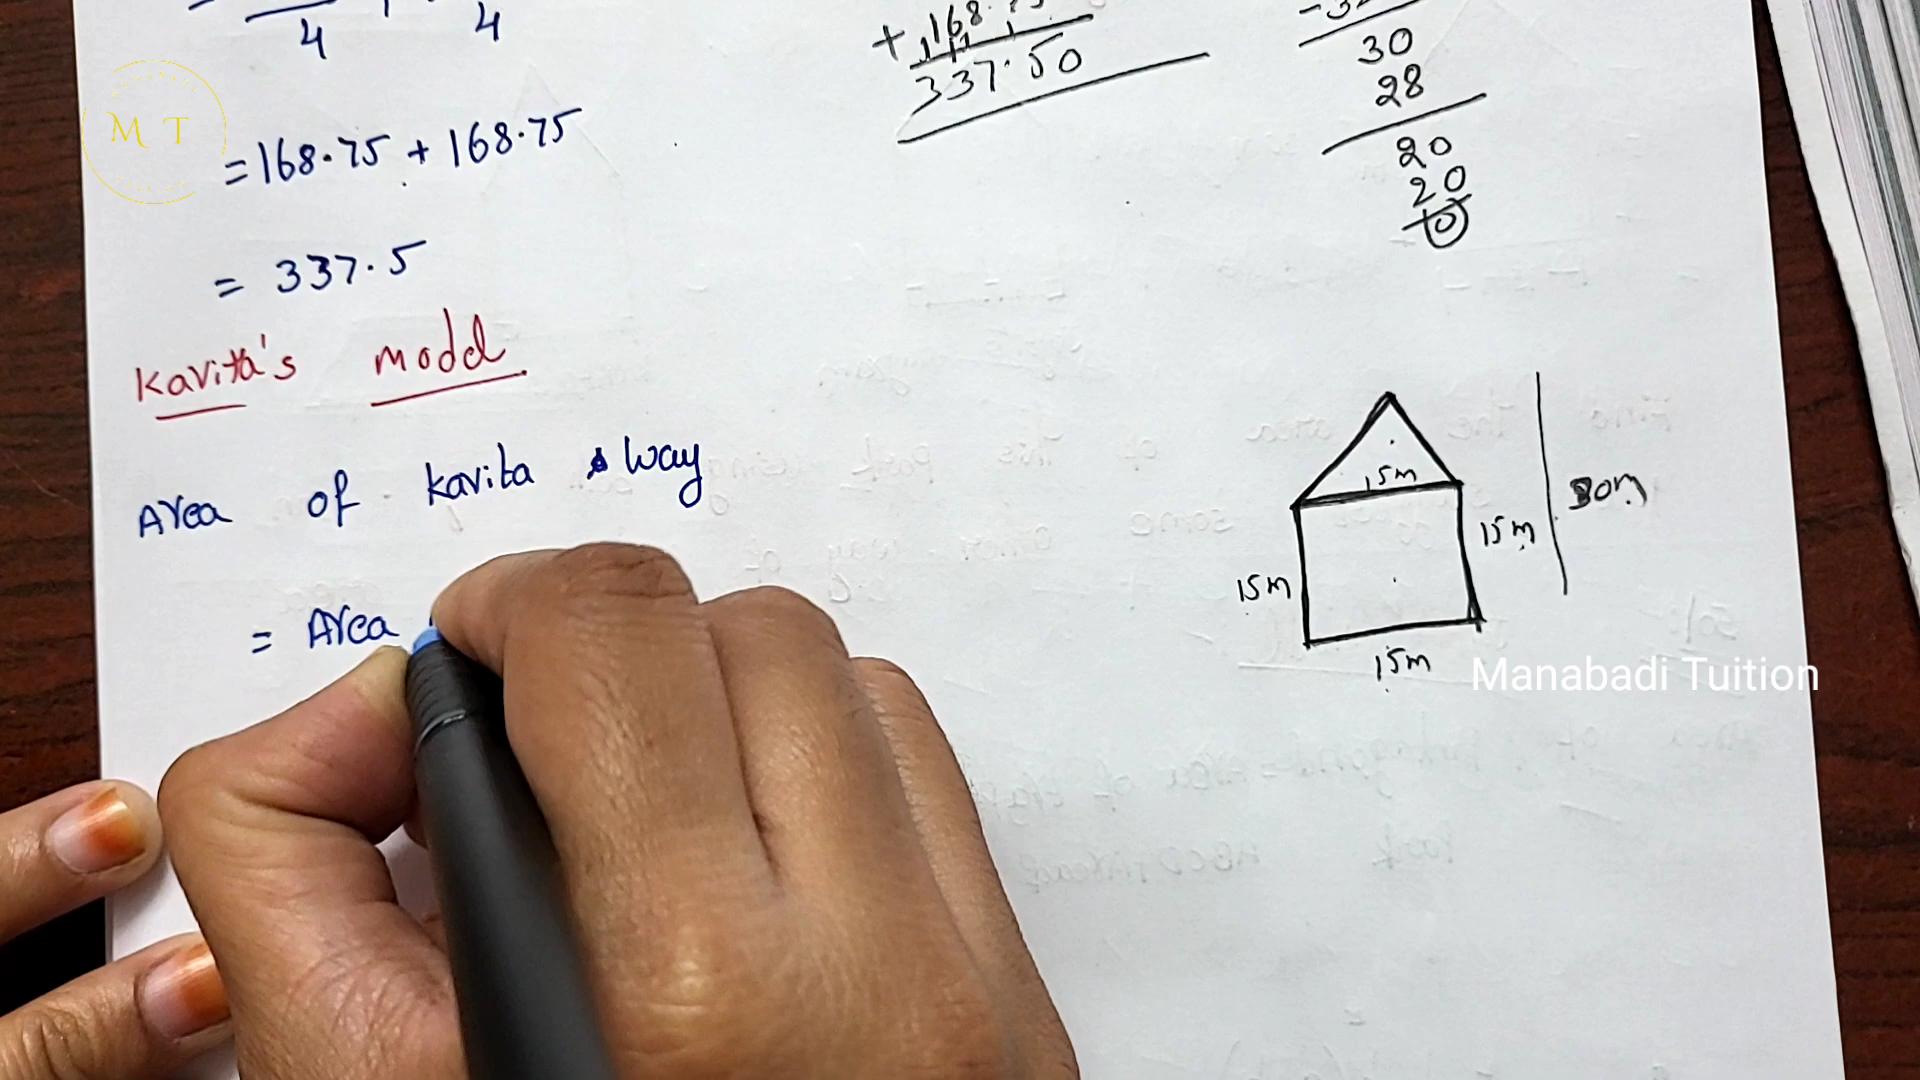 4 4
= 168.75 + 168.75
= 337.5
+ 168.75
337.50
30
28
20
20
0
M T
Kavita's model
Area of Kavita s way
= Area
15m
15m
30m
15m
15m
Manabadi Tuition